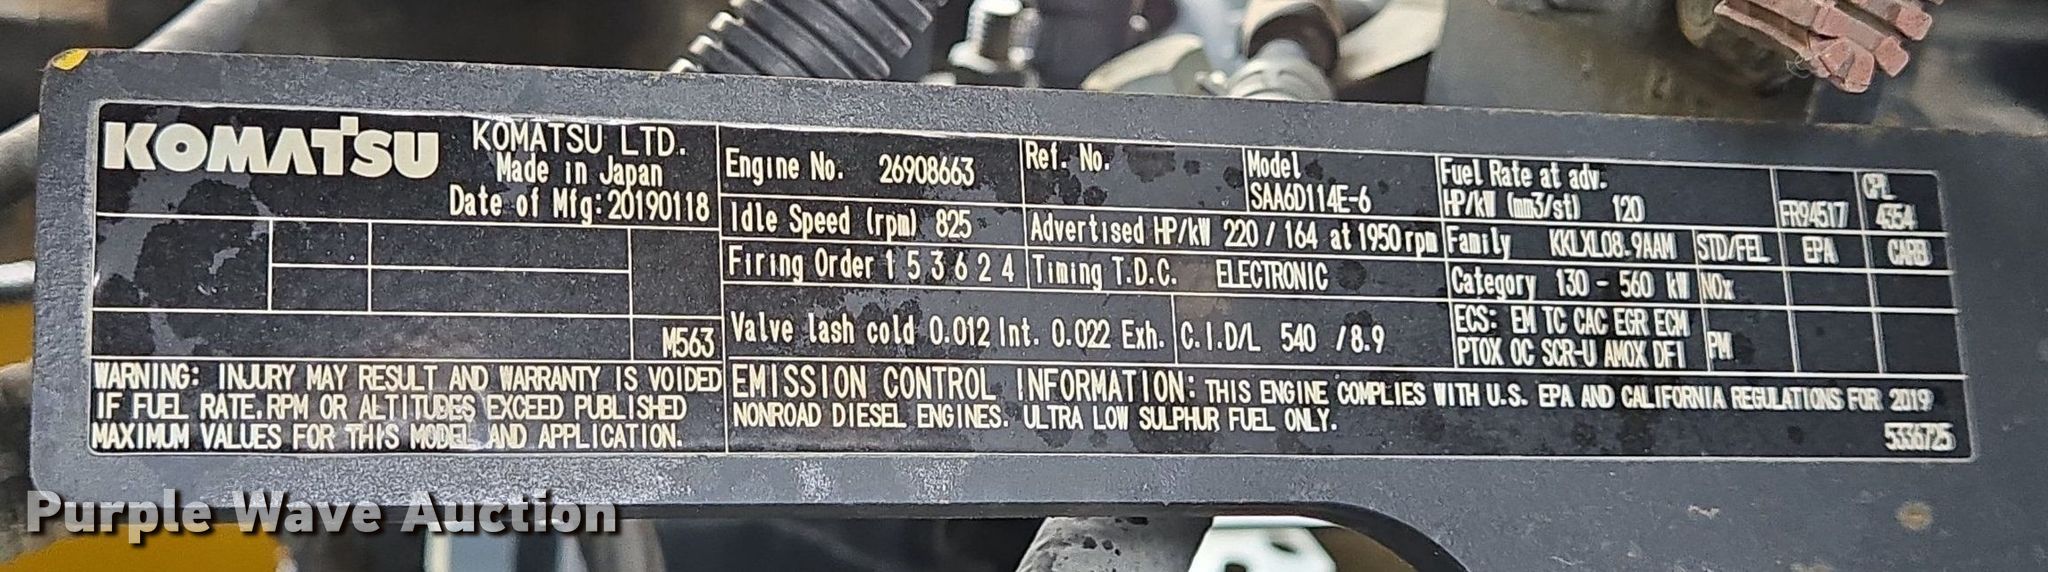 KOMATSU
KOMATSU LTD.
Made in Japan
Date of Mfg:20190118
M563
WARNING: INJURY MAY RESULT AND WARRANTY IS VOIDED
IF FUEL RATE.RPM OR ALTITUDES EXCEED PUBLISHED
MAXIMUM VALUES FOR THIS MODEL AND APPLICATION.
Engine No. 26908663
Ref. No.
Model
SAA6D114E-6
Fuel Rate at adv.
HP/kW (mm3/st) 120
FR94517
CPL
4354
Idle Speed (rpm) 825
Advertised HP/kW 220 / 164 at 1950 rpm
Family KKLXL08.9AAM
STD/FEL
EPA
CARB
Firing Order 1 5 3 6 2 4
Timing T.D.C. ELECTRONIC
Category 130 - 560 kW
NOx
Valve lash cold 0.012 Int. 0.022 Exh.
C.I.D/L 540 /8.9
ECS: EM TC CAC EGR ECM
PTOX OC SCR-U AMOX DFI
PM
EMISSION CONTROL INFORMATION: THIS ENGINE COMPLIES WITH U.S. EPA AND CALIFORNIA REGULATIONS FOR 2019
NONROAD DIESEL ENGINES. ULTRA LOW SULPHUR FUEL ONLY.
5336725
Purple Wave Auction